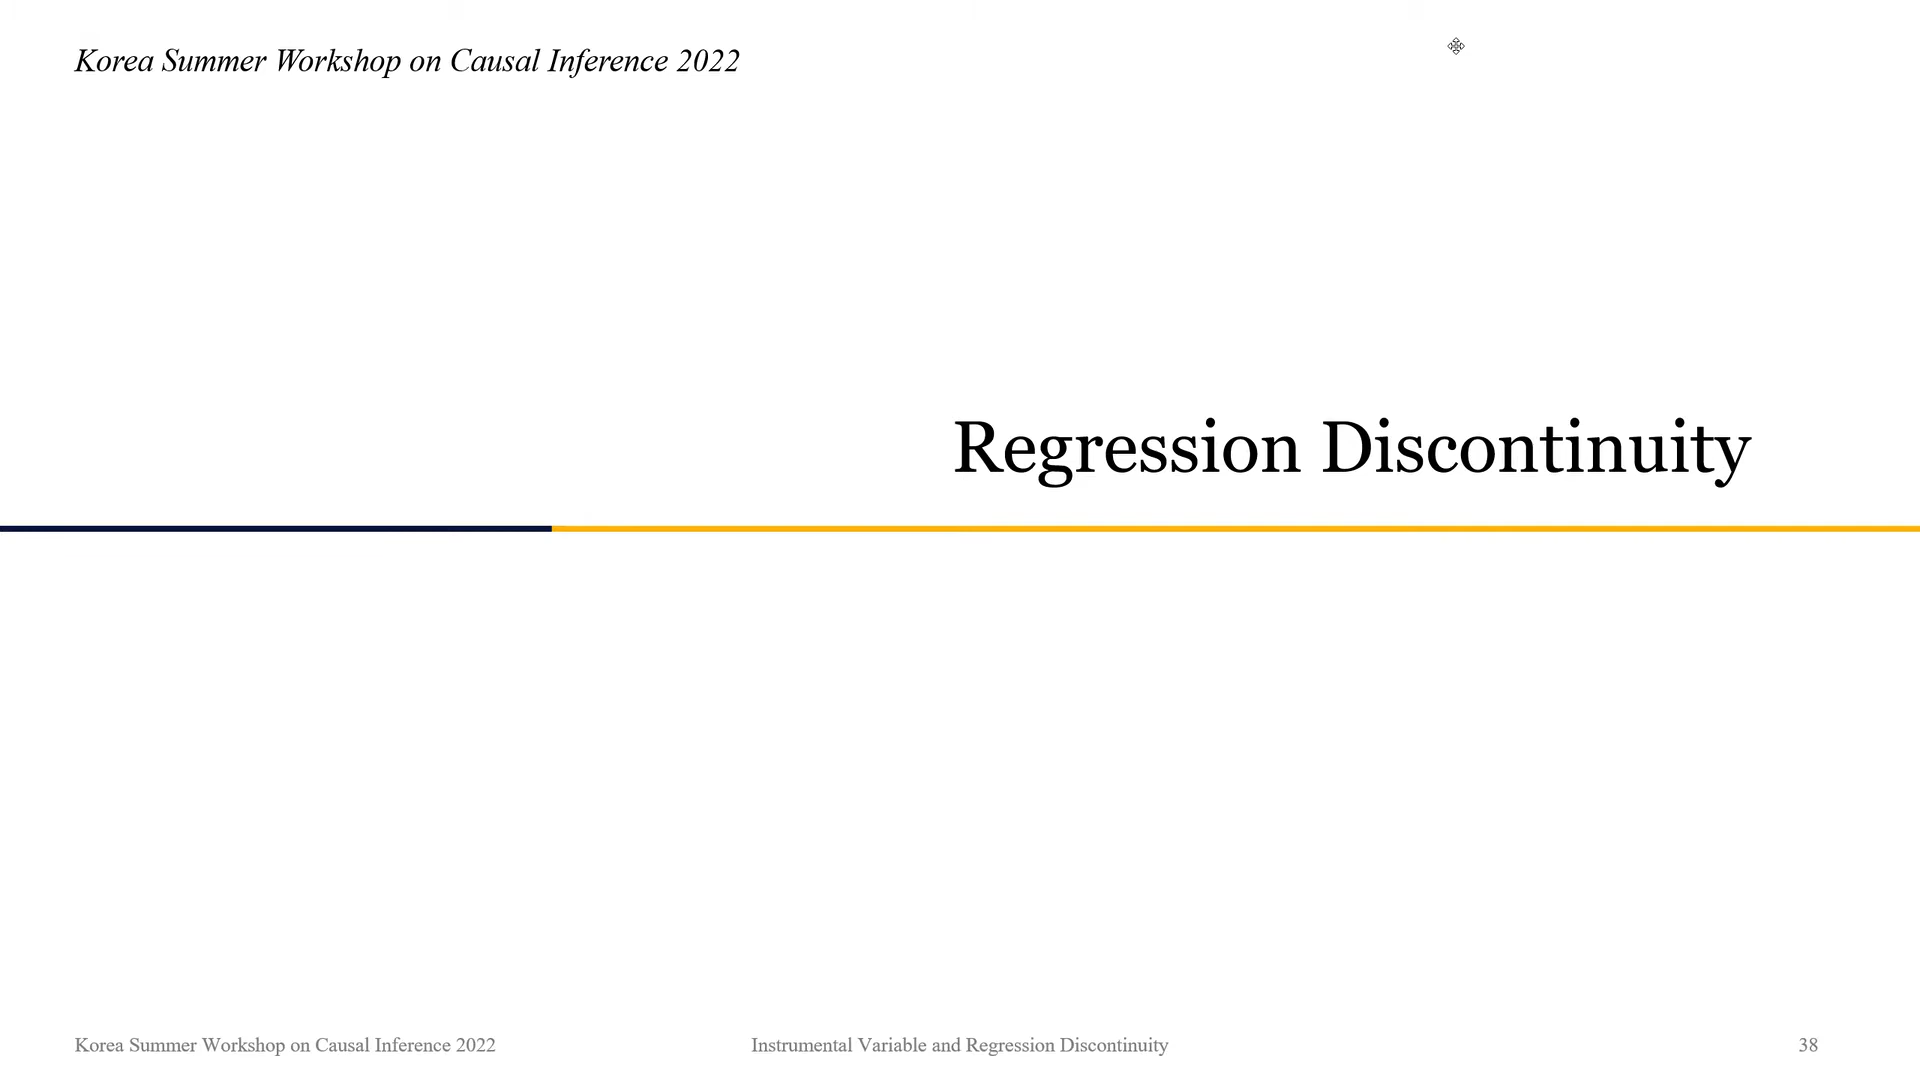 Korea Summer Workshop on Causal Inference 2022
Regression Discontinuity
Korea Summer Workshop on Causal Inference 2022
Instrumental Variable and Regression Discontinuity
38